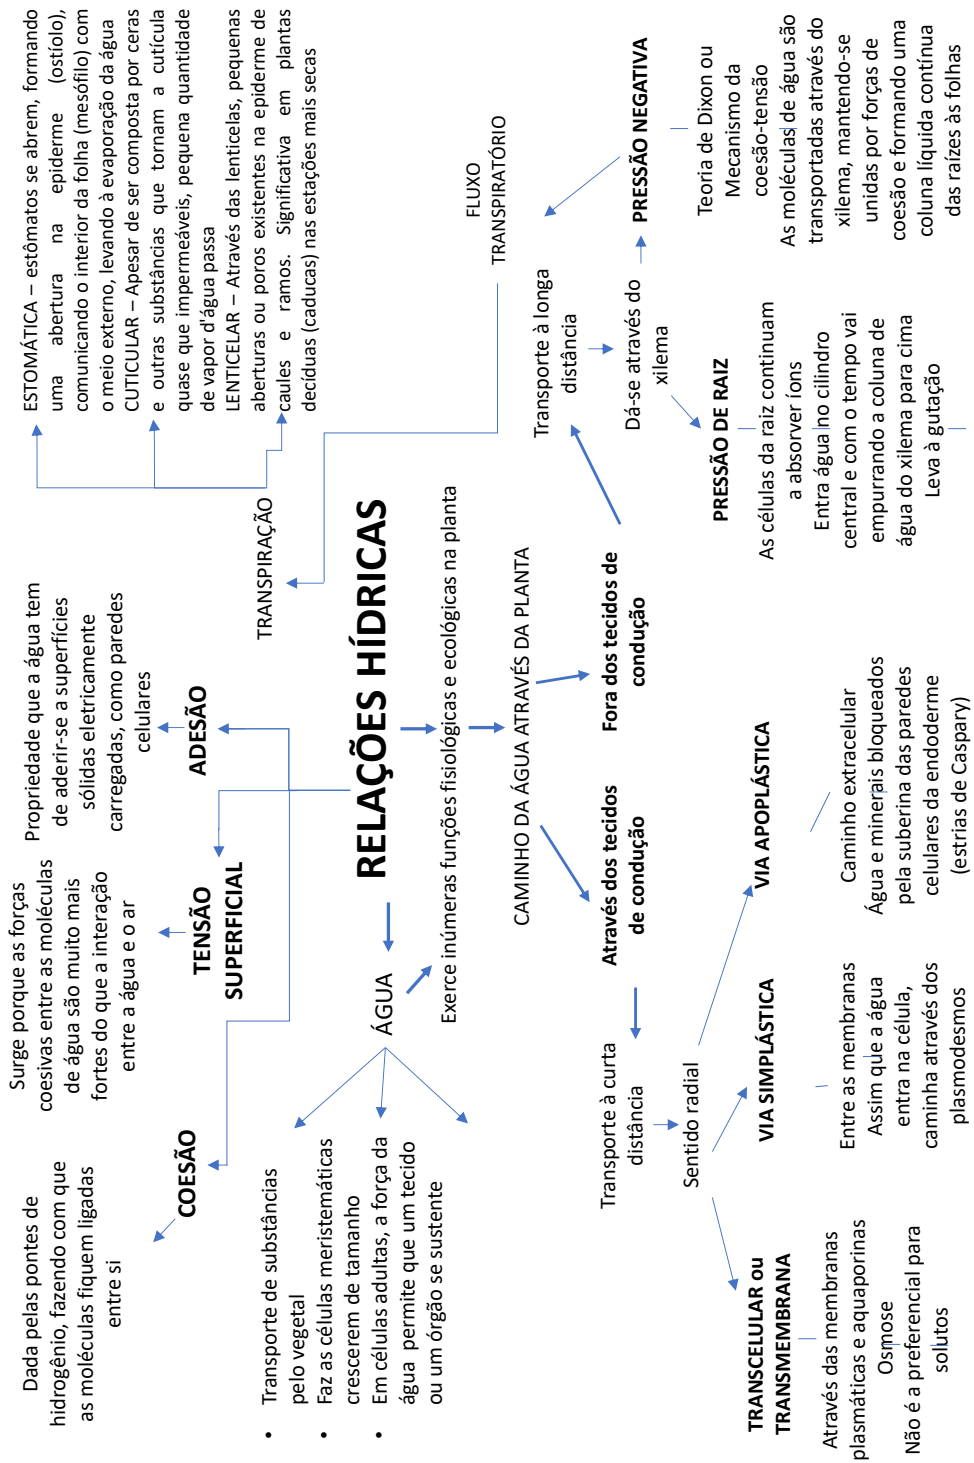 Dada pelas pontes de
hidrogênio, fazendo com que
as moléculas fiquem ligadas
entre si
COESÃO
Surge porque as forças
coesivas entre as moléculas
de água são muito mais
fortes do que a interação
entre a água e o ar
TENSÃO
SUPERFICIAL
Propriedade que a água tem
de aderir-se a superfícies
sólidas eletricamente
carregadas, como paredes
celulares
ADESÃO
ESTOMÁTICA – estômatos se abrem, formando
uma abertura na epiderme (ostíolo),
comunicando o interior da folha (mesófilo) com
o meio externo, levando à evaporação da água
CUTICULAR – Apesar de ser composta por ceras
e outras substâncias que tornam a cutícula
quase que impermeáveis, pequena quantidade
de vapor d'água passa
LENTICELAR – Através das lenticelas, pequenas
aberturas ou poros existentes na epiderme de
caules e ramos. Significativa em plantas
decíduas (caducas) nas estações mais secas
TRANSPIRAÇÃO
• Transporte de substâncias
pelo vegetal
• Faz as células meristemáticas
crescerem de tamanho
• Em células adultas, a força da
água permite que um tecido
ou um órgão se sustente
ÁGUA
RELAÇÕES HÍDRICAS
Exerce inúmeras funções fisiológicas e ecológicas na planta
FLUXO
TRANSPIRATÓRIO
CAMINHO DA ÁGUA ATRAVÉS DA PLANTA
Através dos tecidos
de condução
Fora dos tecidos de
condução
Transporte à curta
distância
Sentido radial
Transporte à longa
distância
Dá-se através do
xilema
TRANSCELULAR ou
TRANSMEMBRANA
Através das membranas
plasmáticas e aquaporinas
Osmose
Não é a preferencial para
solutos
VIA SIMPLÁSTICA
Entre as membranas
Assim que a água
entra na célula,
caminha através dos
plasmodesmos
VIA APOPLÁSTICA
Caminho extracelular
Água e minerais bloqueados
pela suberina das paredes
celulares da endoderme
(estrias de Caspary)
PRESSÃO DE RAIZ
As células da raiz continuam
a absorver íons
Entra água no cilindro
central e com o tempo vai
empurrando a coluna de
água do xilema para cima
Leva à gutação
PRESSÃO NEGATIVA
Teoria de Dixon ou
Mecanismo da
coesão-tensão
As moléculas de água são
transportadas através do
xilema, mantendo-se
unidas por forças de
coesão e formando uma
coluna líquida contínua
das raízes às folhas